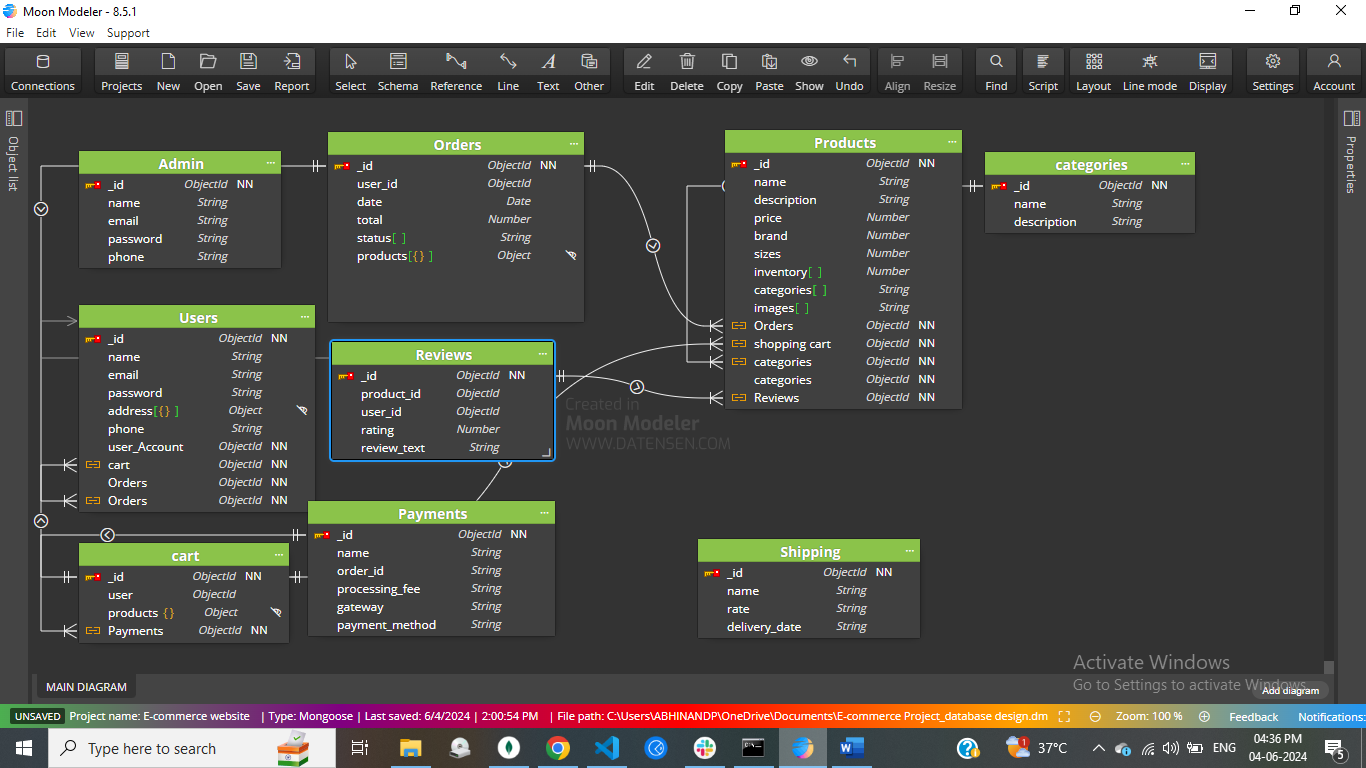 Moon Modeler - 8.5.1
File Edit View Support
Connections Projects New Open Save Report Select Schema Reference Line Text Other Edit Delete Copy Paste Show Undo Align Resize Find Script Layout Line mode Display Settings Account
Object list
Properties
Admin ...
_id ObjectId NN
name String
email String
password String
phone String
Orders ...
_id ObjectId NN
user_id ObjectId
date Date
total Number
status[ ] String
products[{} ] Object
Products ...
_id ObjectId NN
name String
description String
price Number
brand Number
sizes Number
inventory[ ] Number
categories[ ] String
images[ ] String
Orders ObjectId NN
shopping cart ObjectId NN
categories ObjectId NN
categories ObjectId NN
Reviews ObjectId NN
categories ...
_id ObjectId NN
name String
description String
Users ...
_id ObjectId NN
name String
email String
password String
address[{} ] Object
phone String
user_Account ObjectId NN
cart ObjectId NN
Orders ObjectId NN
Orders ObjectId NN
Reviews ...
_id ObjectId NN
product_id ObjectId
user_id ObjectId
rating Number
review_text String
Created in
Moon Modeler
WWW.DATENSEN.COM
Payments ...
_id ObjectId NN
name String
order_id String
processing_fee String
gateway String
payment_method String
cart ...
_id ObjectId NN
user ObjectId
products {} Object
Payments ObjectId NN
Shipping ...
_id ObjectId NN
name String
rate String
delivery_date String
Activate Windows
Go to Settings to activate Windows.
MAIN DIAGRAM
Add diagram
UNSAVED Project name: E-commerce website | Type: Mongoose | Last saved: 6/4/2024 | 2:00:54 PM | File path: C:\Users\ABHINANDP\OneDrive\Documents\E-commerce Project_database design.dm Zoom: 100 % Feedback Notifications:
Type here to search
W
1
37°C
ENG
04:36 PM
04-06-2024
5